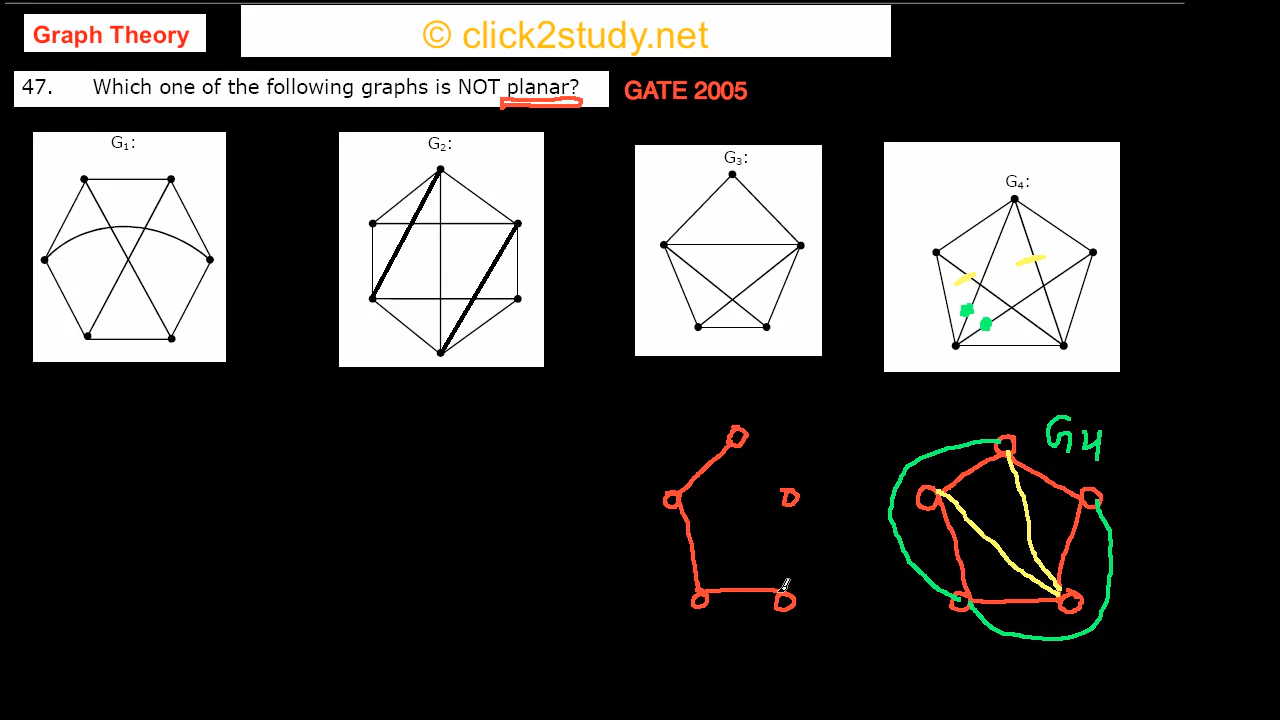 Graph Theory
© click2study.net
47. Which one of the following graphs is NOT planar?
GATE 2005
G₁:
G₂:
G₃:
G₄:
G4